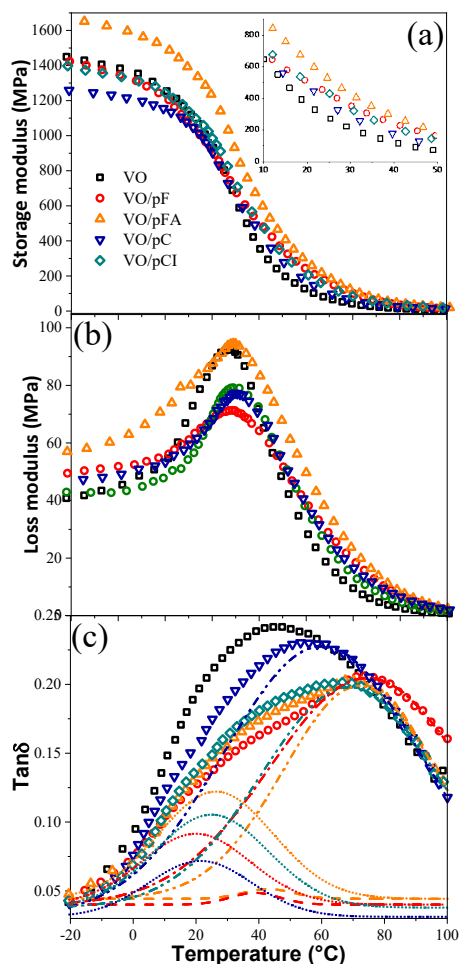 Storage modulus (MPa)
1600
1400
1200
1000
800
600
400
200
0
(a)
800
600
400
200
0
10 20 30 40 50
VO
VO/pF
VO/pFA
VO/pC
VO/pCI
Loss modulus (MPa)
100
80
60
40
20
(b)
Tanδ
0.25
0.20
0.15
0.10
0.05
(c)
-20 0 20 40 60 80 100
Temperature (°C)